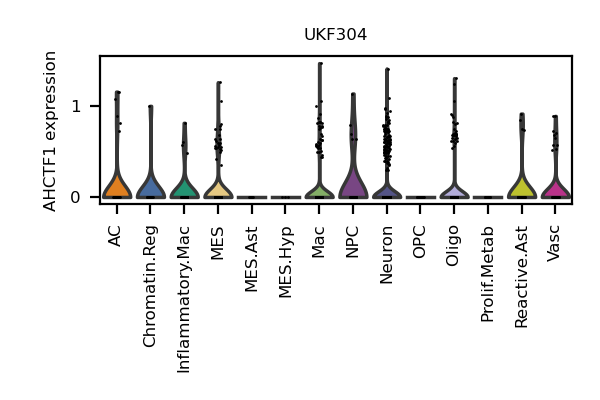 UKF304
AHCTF1 expression
1
0
AC
Chromatin.Reg
Inflammatory.Mac
MES
MES.Ast
MES.Hyp
Mac
NPC
Neuron
OPC
Oligo
Prolif.Metab
Reactive.Ast
Vasc